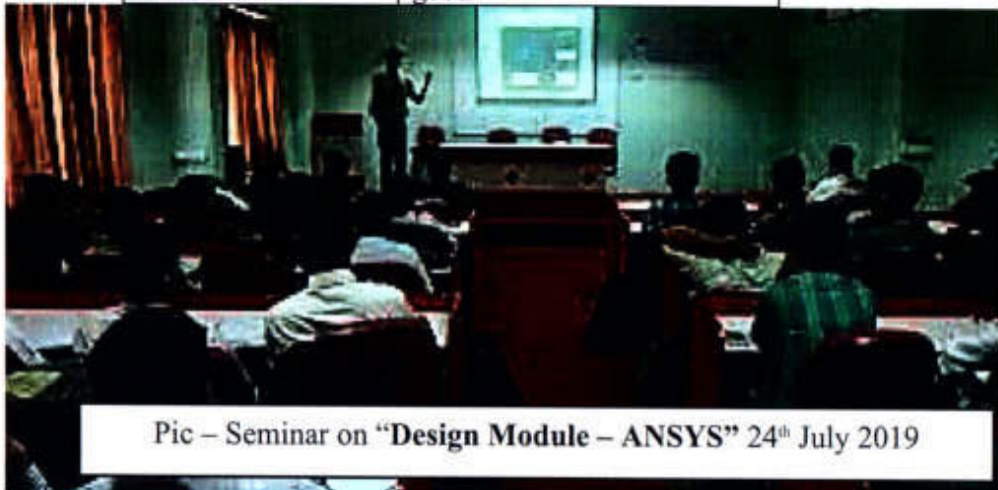 Pic – Seminar on “Design Module – ANSYS” 24th July 2019